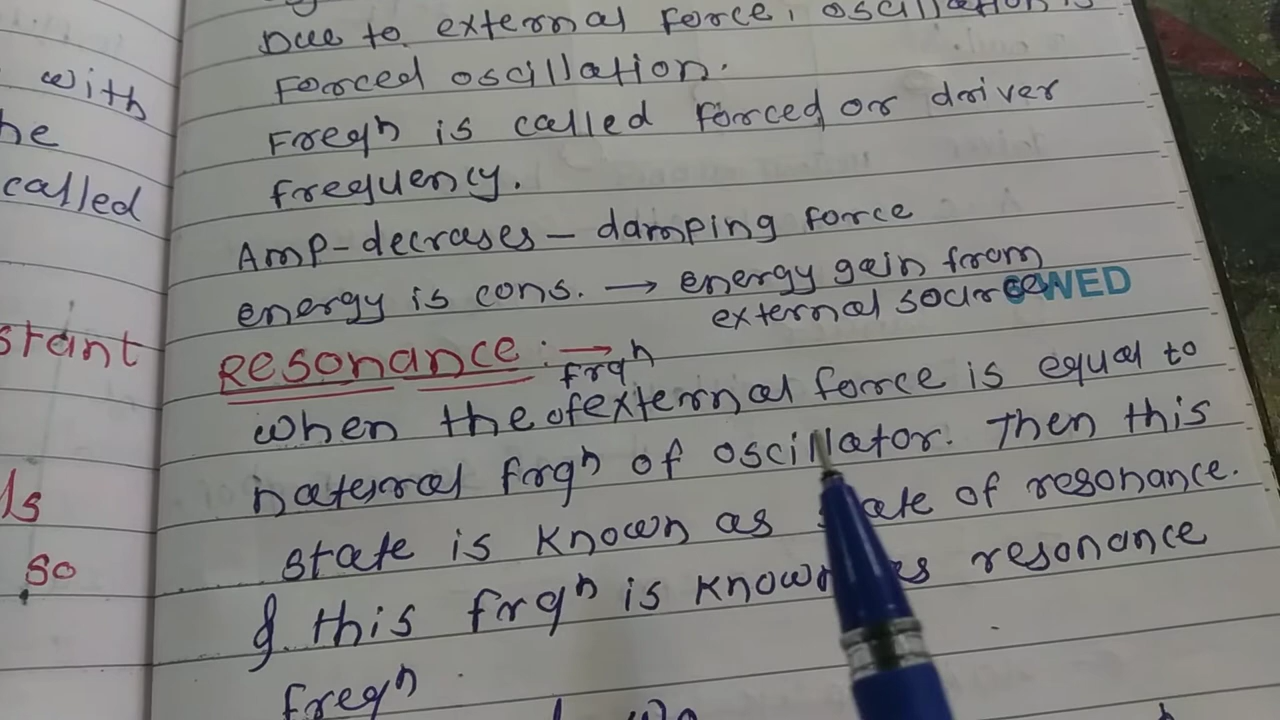 with
he
called
stant
ls
so
Due to external force, oscillation is
Forced oscillation.
Freqn is called Forced or driver
frequency.
Amp-decrases - damping force
energy is cons. → energy gain from
external source
OWED
Resonance : →
frqn
when the of external force is equal to
natural frqn of oscillator. Then this
state is known as state of resonance.
& this frqn is known as resonance
freqn